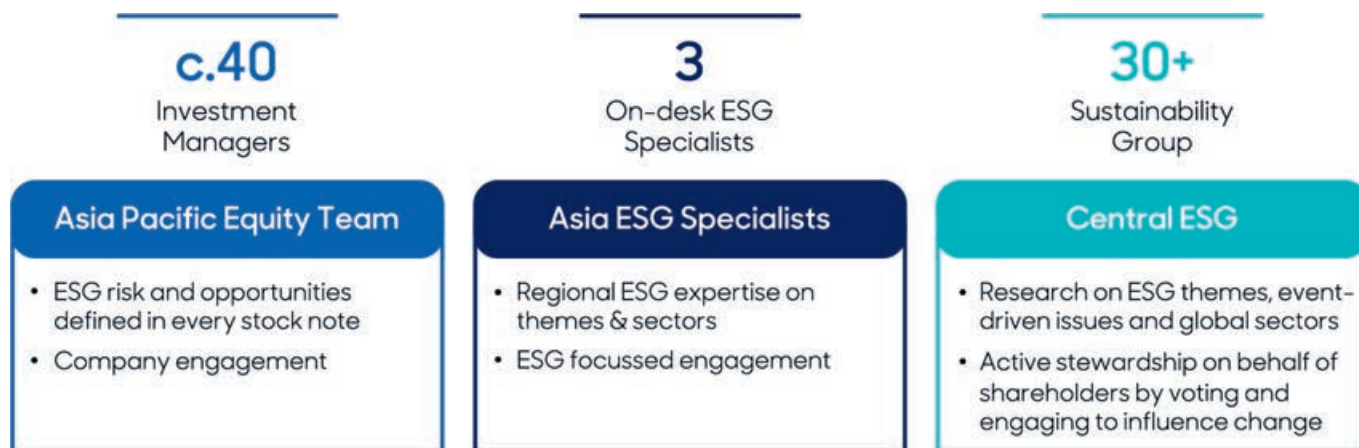 c.40
Investment
Managers
Asia Pacific Equity Team
• ESG risk and opportunities
defined in every stock note
• Company engagement
3
On-desk ESG
Specialists
Asia ESG Specialists
• Regional ESG expertise on
themes & sectors
• ESG focussed engagement
30+
Sustainability
Group
Central ESG
• Research on ESG themes, event-
driven issues and global sectors
• Active stewardship on behalf of
shareholders by voting and
engaging to influence change